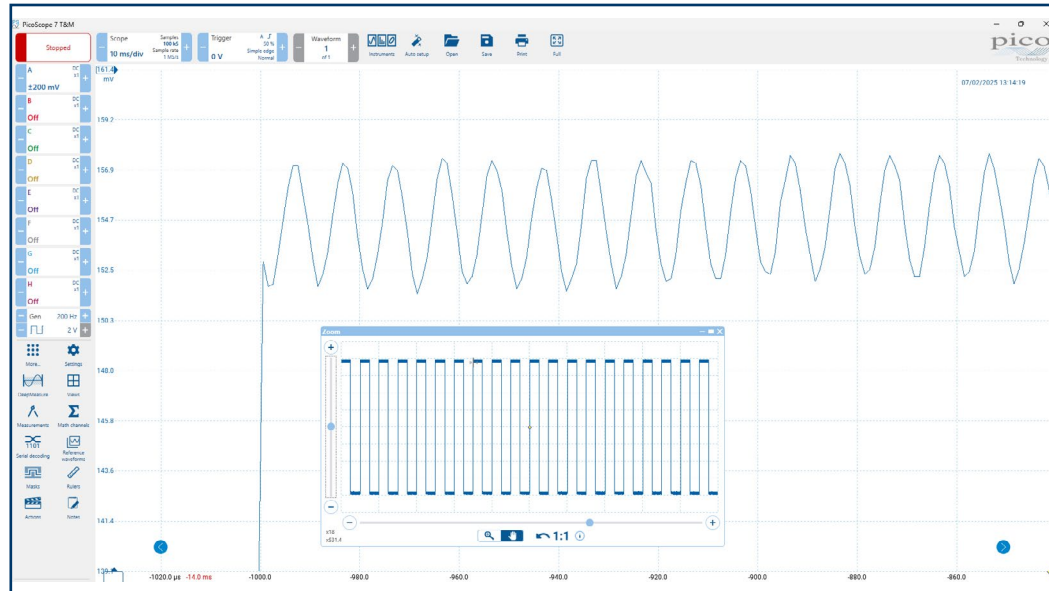 PicoScope 7 T&M
Stopped
Scope
10 ms/div
Samples
100 kS
Sample rate
1 MS/s
Trigger
0 V
50 %
Simple edge
Normal
Waveform
1
of 1
Instruments
Auto setup
Open
Save
Print
Full
pico
Technology
A
DC
x1
±200 mV
B
DC
x1
Off
C
DC
x1
Off
D
DC
x1
Off
E
DC
x1
Off
F
DC
x1
Off
G
DC
x1
Off
H
DC
x1
Off
Gen 200 Hz
2 V
More...
Settings
DeepMeasure
Views
Measurements
Math channels
Serial decoding
Reference waveforms
Masks
Rulers
Actions
Notes
161.4
mV
159.2
156.9
154.7
152.5
150.3
148.0
145.8
143.6
141.4
07/02/2025 13:14:19
Zoom
1:1
-1020.0 µs -14.0 ms -1000.0 -980.0 -960.0 -940.0 -920.0 -900.0 -880.0 -860.0